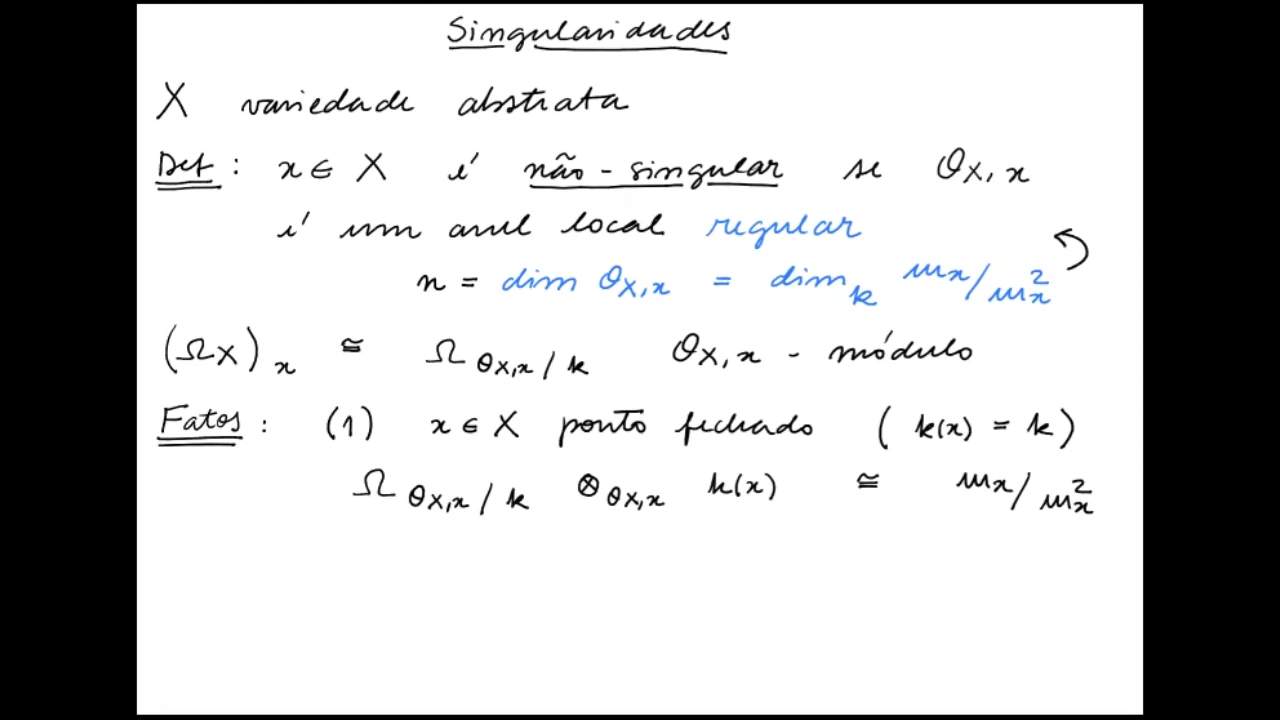 Singularidades
X variedade abstrata
Def : x ∈ X é não-singular se O_{X,x}
é um anel local regular
n = dim O_{X,x} = dim_k m_x/m_x^2
(Ω_X)_x ≅ Ω_{O_{X,x}/k} O_{X,x} - módulo
Fatos : (1) x ∈ X ponto fechado ( k(x) = k )
Ω_{O_{X,x}/k} ⊗_{O_{X,x}} k(x) ≅ m_x/m_x^2